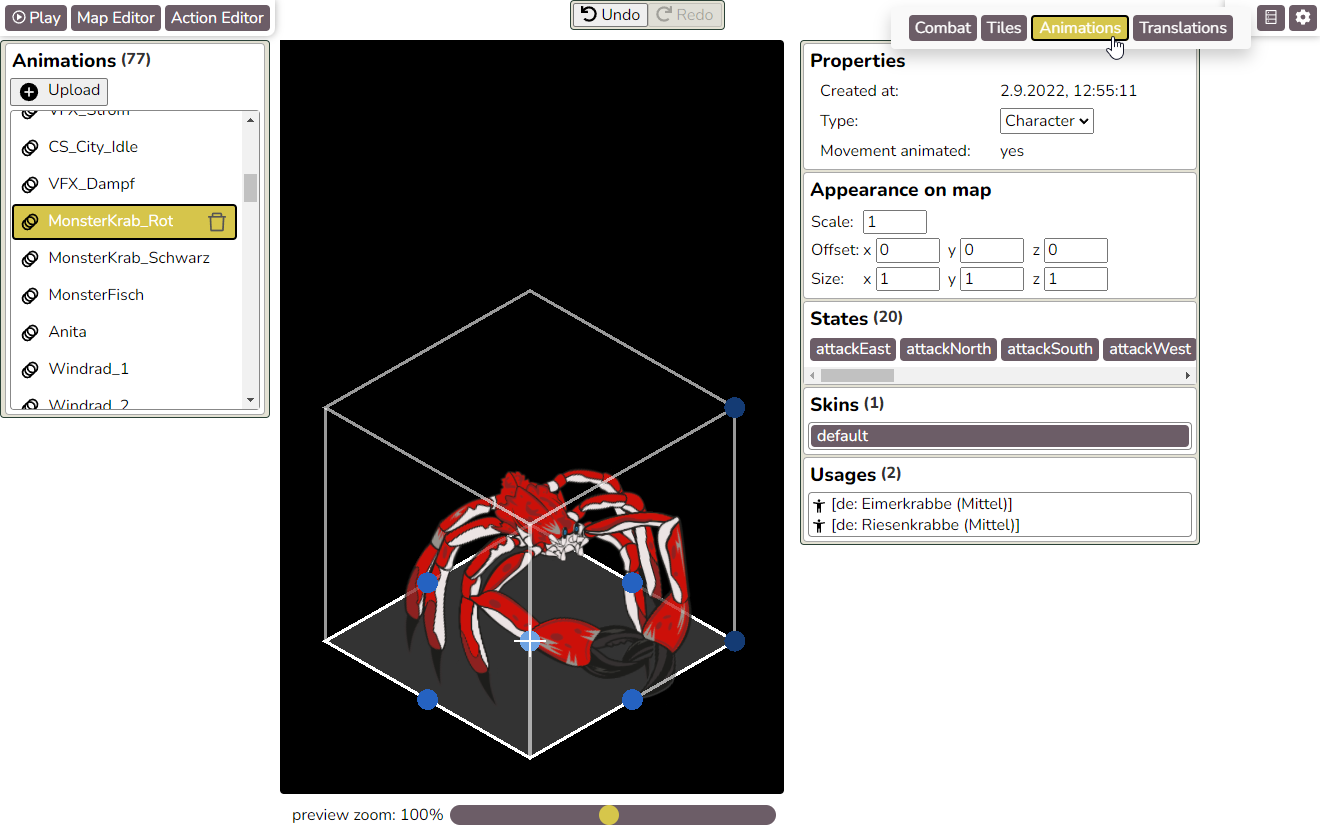 Play Map Editor Action Editor
Undo Redo
Combat Tiles Animations Translations
Animations (77)
Upload
VFX_Strom
CS_City_Idle
VFX_Dampf
MonsterKrab_Rot
MonsterKrab_Schwarz
MonsterFisch
Anita
Windrad_1
Windrad_2
preview zoom: 100%
Properties
Created at: 2.9.2022, 12:55:11
Type: Character
Movement animated: yes
Appearance on map
Scale: 1
Offset: x 0 y 0 z 0
Size: x 1 y 1 z 1
States (20)
attackEast attackNorth attackSouth attackWest
Skins (1)
default
Usages (2)
[de: Eimerkrabbe (Mittel)]
[de: Riesenkrabbe (Mittel)]